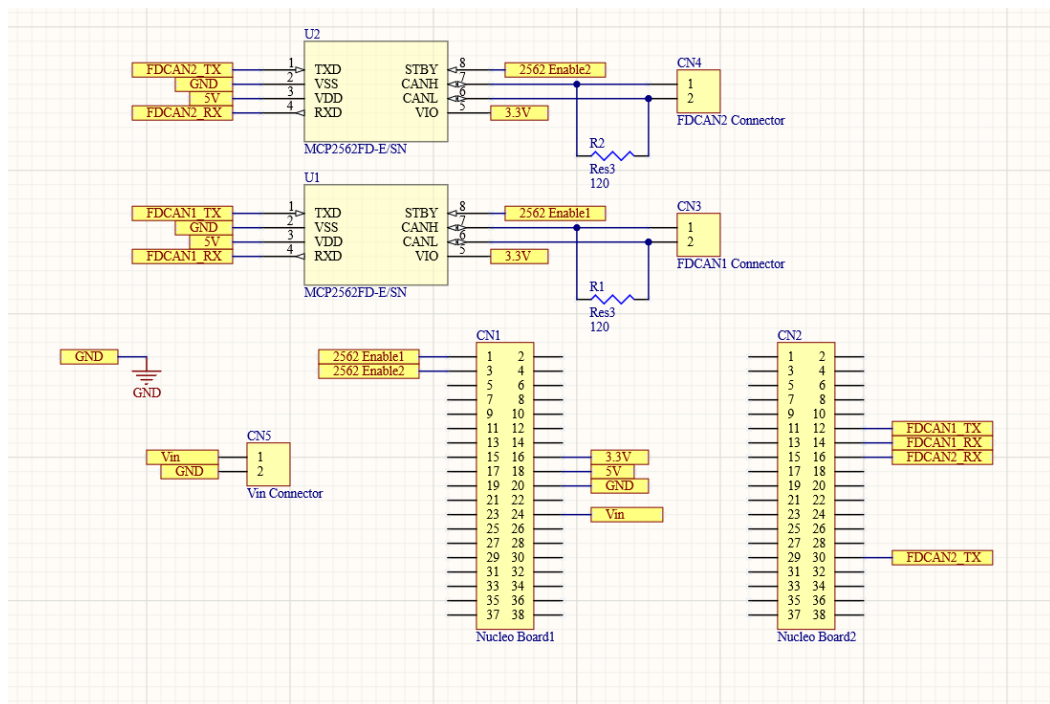 U2
FDCAN2_TX 1 TXD STBY 8 2562 Enable2
GND 2 VSS CANH 7
5V 3 VDD CANL 6
FDCAN2_RX 4 RXD VIO 5 3.3V
MCP2562FD-E/SN
CN4
1
2
FDCAN2 Connector
R2
Res3
120
U1
FDCAN1_TX 1 TXD STBY 8 2562 Enable1
GND 2 VSS CANH 7
5V 3 VDD CANL 6
FDCAN1_RX 4 RXD VIO 5 3.3V
MCP2562FD-E/SN
CN3
1
2
FDCAN1 Connector
R1
Res3
120
GND
GND
CN5
Vin 1
GND 2
Vin Connector
CN1
2562 Enable1 1 2
2562 Enable2 3 4
5 6
7 8
9 10
11 12
13 14
15 16 3.3V
17 18 5V
19 20 GND
21 22
23 24 Vin
25 26
27 28
29 30
31 32
33 34
35 36
37 38
Nucleo Board1
CN2
1 2
3 4
5 6
7 8
9 10
11 12 FDCAN1_TX
13 14 FDCAN1_RX
15 16 FDCAN2_RX
17 18
19 20
21 22
23 24
25 26
27 28
29 30 FDCAN2_TX
31 32
33 34
35 36
37 38
Nucleo Board2